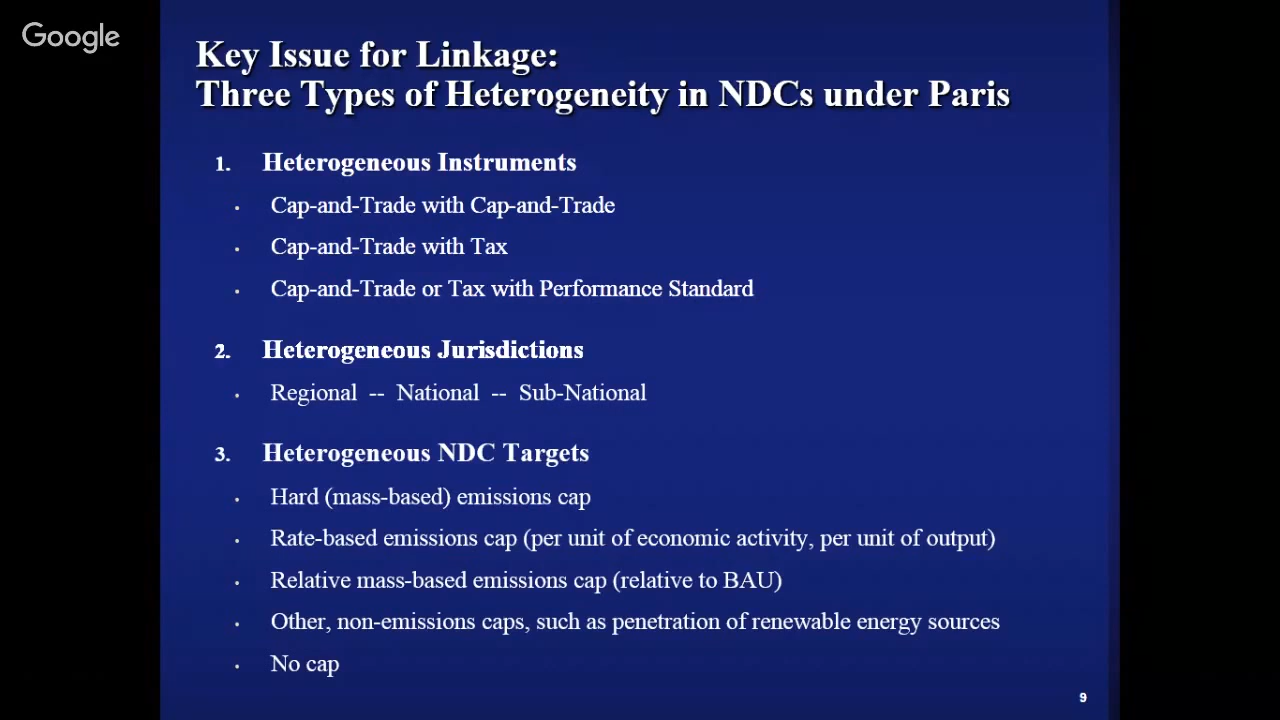 Google
Key Issue for Linkage:
Three Types of Heterogeneity in NDCs under Paris
1. Heterogeneous Instruments
• Cap-and-Trade with Cap-and-Trade
• Cap-and-Trade with Tax
• Cap-and-Trade or Tax with Performance Standard
2. Heterogeneous Jurisdictions
• Regional -- National -- Sub-National
3. Heterogeneous NDC Targets
• Hard (mass-based) emissions cap
• Rate-based emissions cap (per unit of economic activity, per unit of output)
• Relative mass-based emissions cap (relative to BAU)
• Other, non-emissions caps, such as penetration of renewable energy sources
• No cap
9